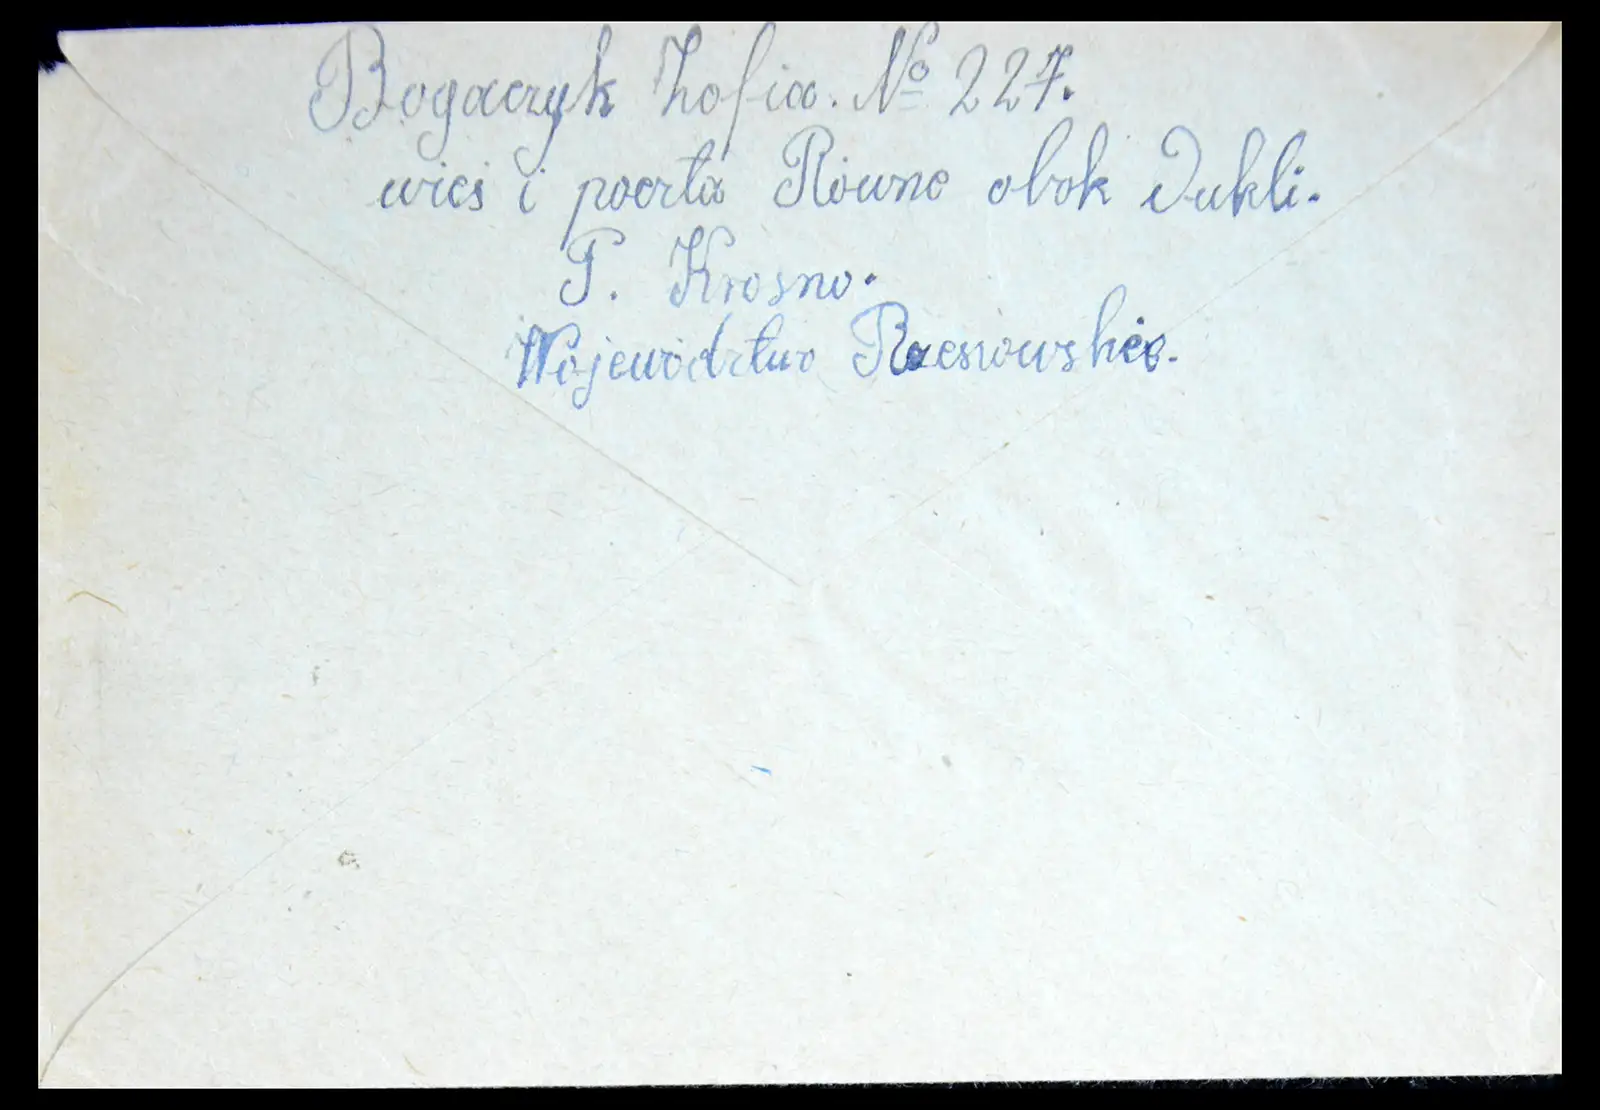 Bogaczyk Zofia. No 227.
wieś i poczta Równe obok Dukli.
P. Krosno.
Województwo Rzeszowskie.